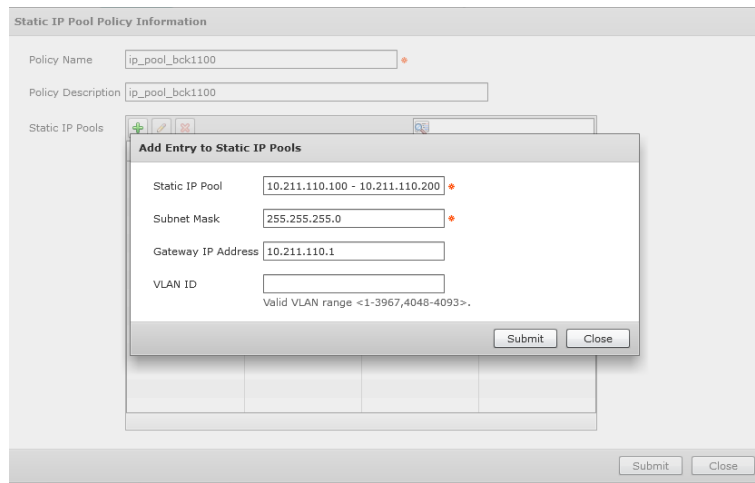 Static IP Pool Policy Information
Policy Name ip_pool_bck1100 *
Policy Description ip_pool_bck1100
Static IP Pools
Add Entry to Static IP Pools
Static IP Pool 10.211.110.100 - 10.211.110.200 *
Subnet Mask 255.255.255.0 *
Gateway IP Address 10.211.110.1
VLAN ID
Valid VLAN range <1-3967,4048-4093>.
Submit Close
Submit Close